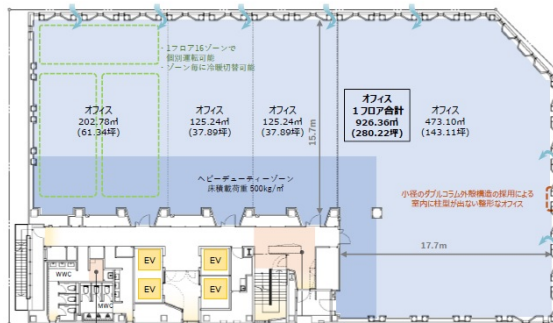 ・1フロア16ゾーンで
個別運転可能
・ゾーン毎に冷暖切替可能
オフィス
202.78㎡
(61.34坪)
オフィス
125.24㎡
(37.89坪)
オフィス
125.24㎡
(37.89坪)
オフィス
1フロア合計
926.36㎡
(280.22坪)
オフィス
473.10㎡
(143.11坪)
15.7m
ヘビーデューティーゾーン
床積載荷重 500kg/㎡
小径のダブルコラム外殻構造の採用による
室内に柱型が出ない整形なオフィス
17.7m
EV
EV
EV
EV
WWC
MWC